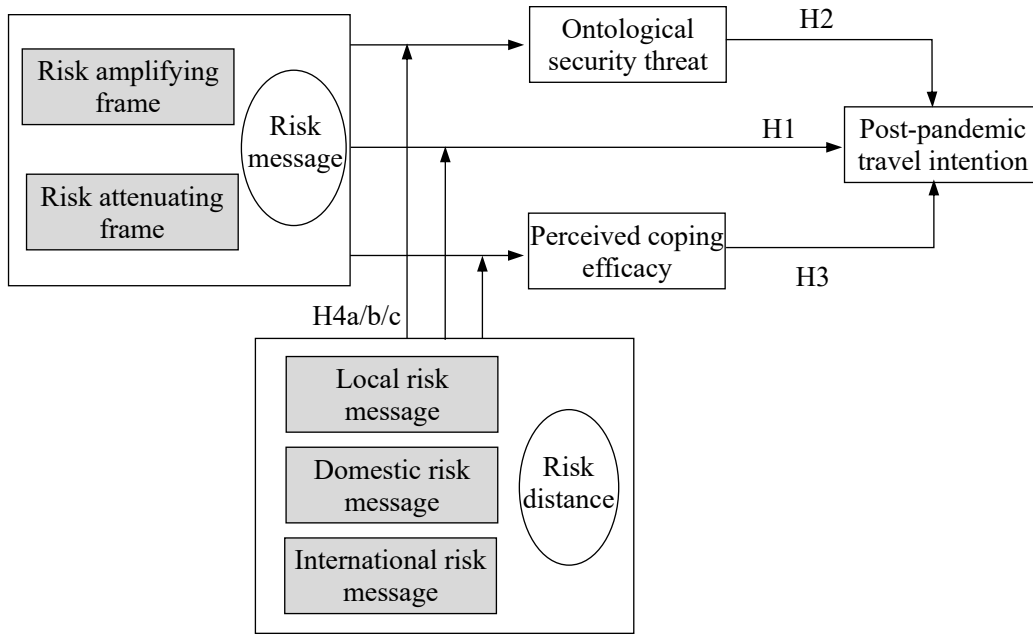 Risk amplifying
frame
Risk
message
Risk attenuating
frame
Ontological
security threat
H2
H1
Post-pandemic
travel intention
Perceived coping
efficacy
H3
H4a/b/c
Local risk
message
Domestic risk
message
Risk
distance
International risk
message